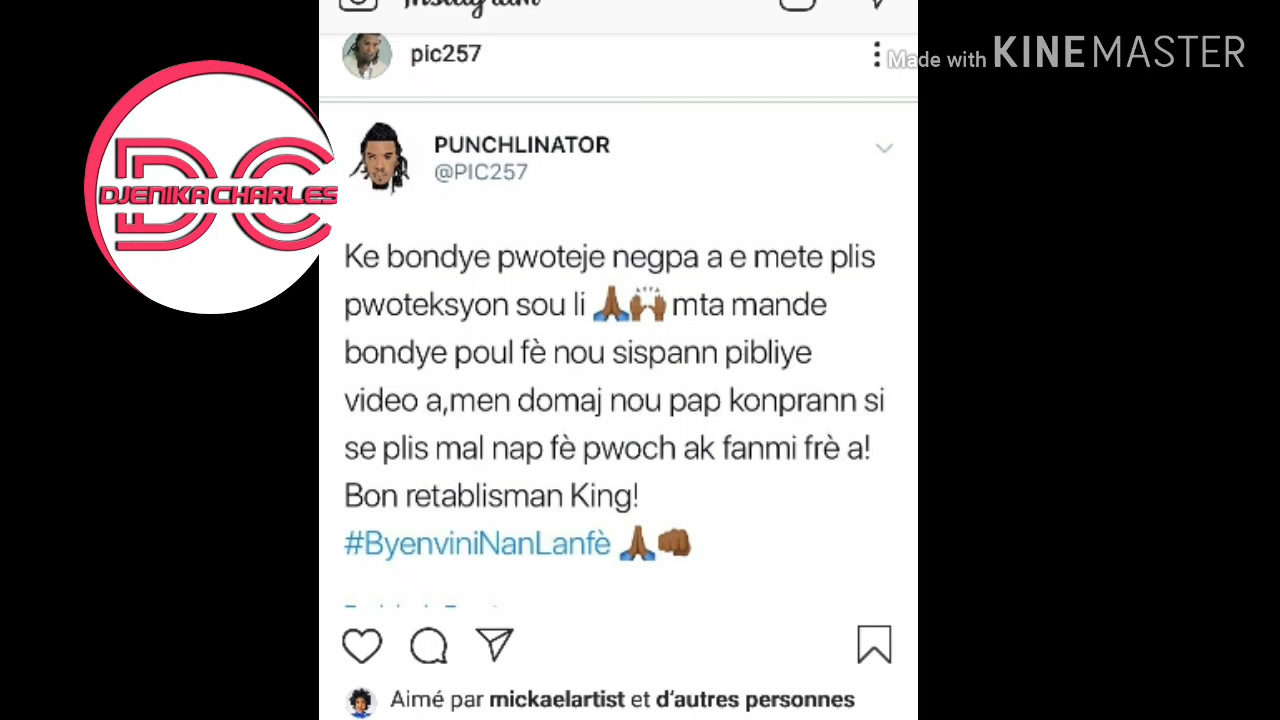 Instagram
pic257
Made with KINEMASTER
PUNCHLINATOR
@PIC257
DC
DJENIKA CHARLES
Ke bondye pwoteje negpa a e mete plis
pwoteksyon sou li 🙏🏾🙌🏾 mta mande
bondye poul fè nou sispann pibliye
video a,men domaj nou pap konprann si
se plis mal nap fè pwoch ak fanmi frè a!
Bon retablisman King!
#ByenviniNanLanfè 🙏🏾👊🏾
Aimé par mickaelartist et d'autres personnes